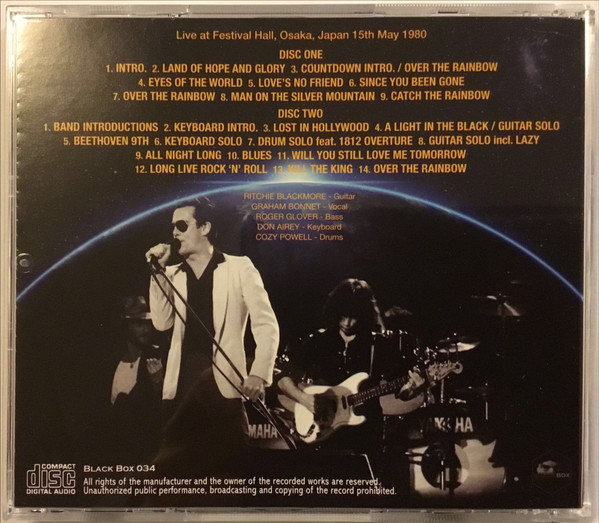 Live at Festival Hall, Osaka, Japan 15th May 1980
DISC ONE
1. INTRO. 2. LAND OF HOPE AND GLORY 3. COUNTDOWN INTRO. / OVER THE RAINBOW
4. EYES OF THE WORLD 5. LOVE'S NO FRIEND 6. SINCE YOU BEEN GONE
7. OVER THE RAINBOW 8. MAN ON THE SILVER MOUNTAIN 9. CATCH THE RAINBOW
DISC TWO
1. BAND INTRODUCTIONS 2. KEYBOARD INTRO. 3. LOST IN HOLLYWOOD 4. A LIGHT IN THE BLACK / GUITAR SOLO
5. BEETHOVEN 9TH 6. KEYBOARD SOLO 7. DRUM SOLO feat. 1812 OVERTURE 8. GUITAR SOLO incl. LAZY
9. ALL NIGHT LONG 10. BLUES 11. WILL YOU STILL LOVE ME TOMORROW
12. LONG LIVE ROCK 'N' ROLL 13. KILL THE KING 14. OVER THE RAINBOW
RITCHIE BLACKMORE - Guitar
GRAHAM BONNET - Vocal
ROGER GLOVER - Bass
DON AIREY - Keyboard
COZY POWELL - Drums
MAHA
YAMAHA
COMPACT
disc
DIGITAL AUDIO
BLACK BOX 034
All rights of the manufacturer and the owner of the recorded works are reserved.
Unauthorized public performance, broadcasting and copying of the record prohibited.